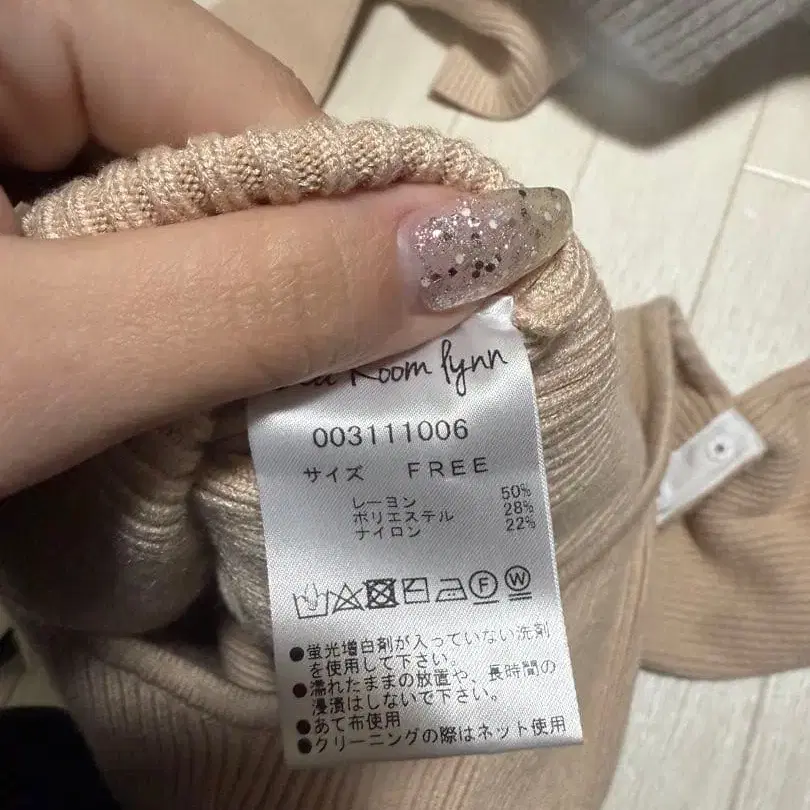 Room lynn
003111006
サイズ FREE
レーヨン 50%
ポリエステル 28%
ナイロン 22%
F W
●蛍光増白剤が入っていない洗剤
を使用して下さい。
●濡れたままの放置や、長時間の
浸漬はしないで下さい。
●あて布使用
●クリーニングの際はネット使用